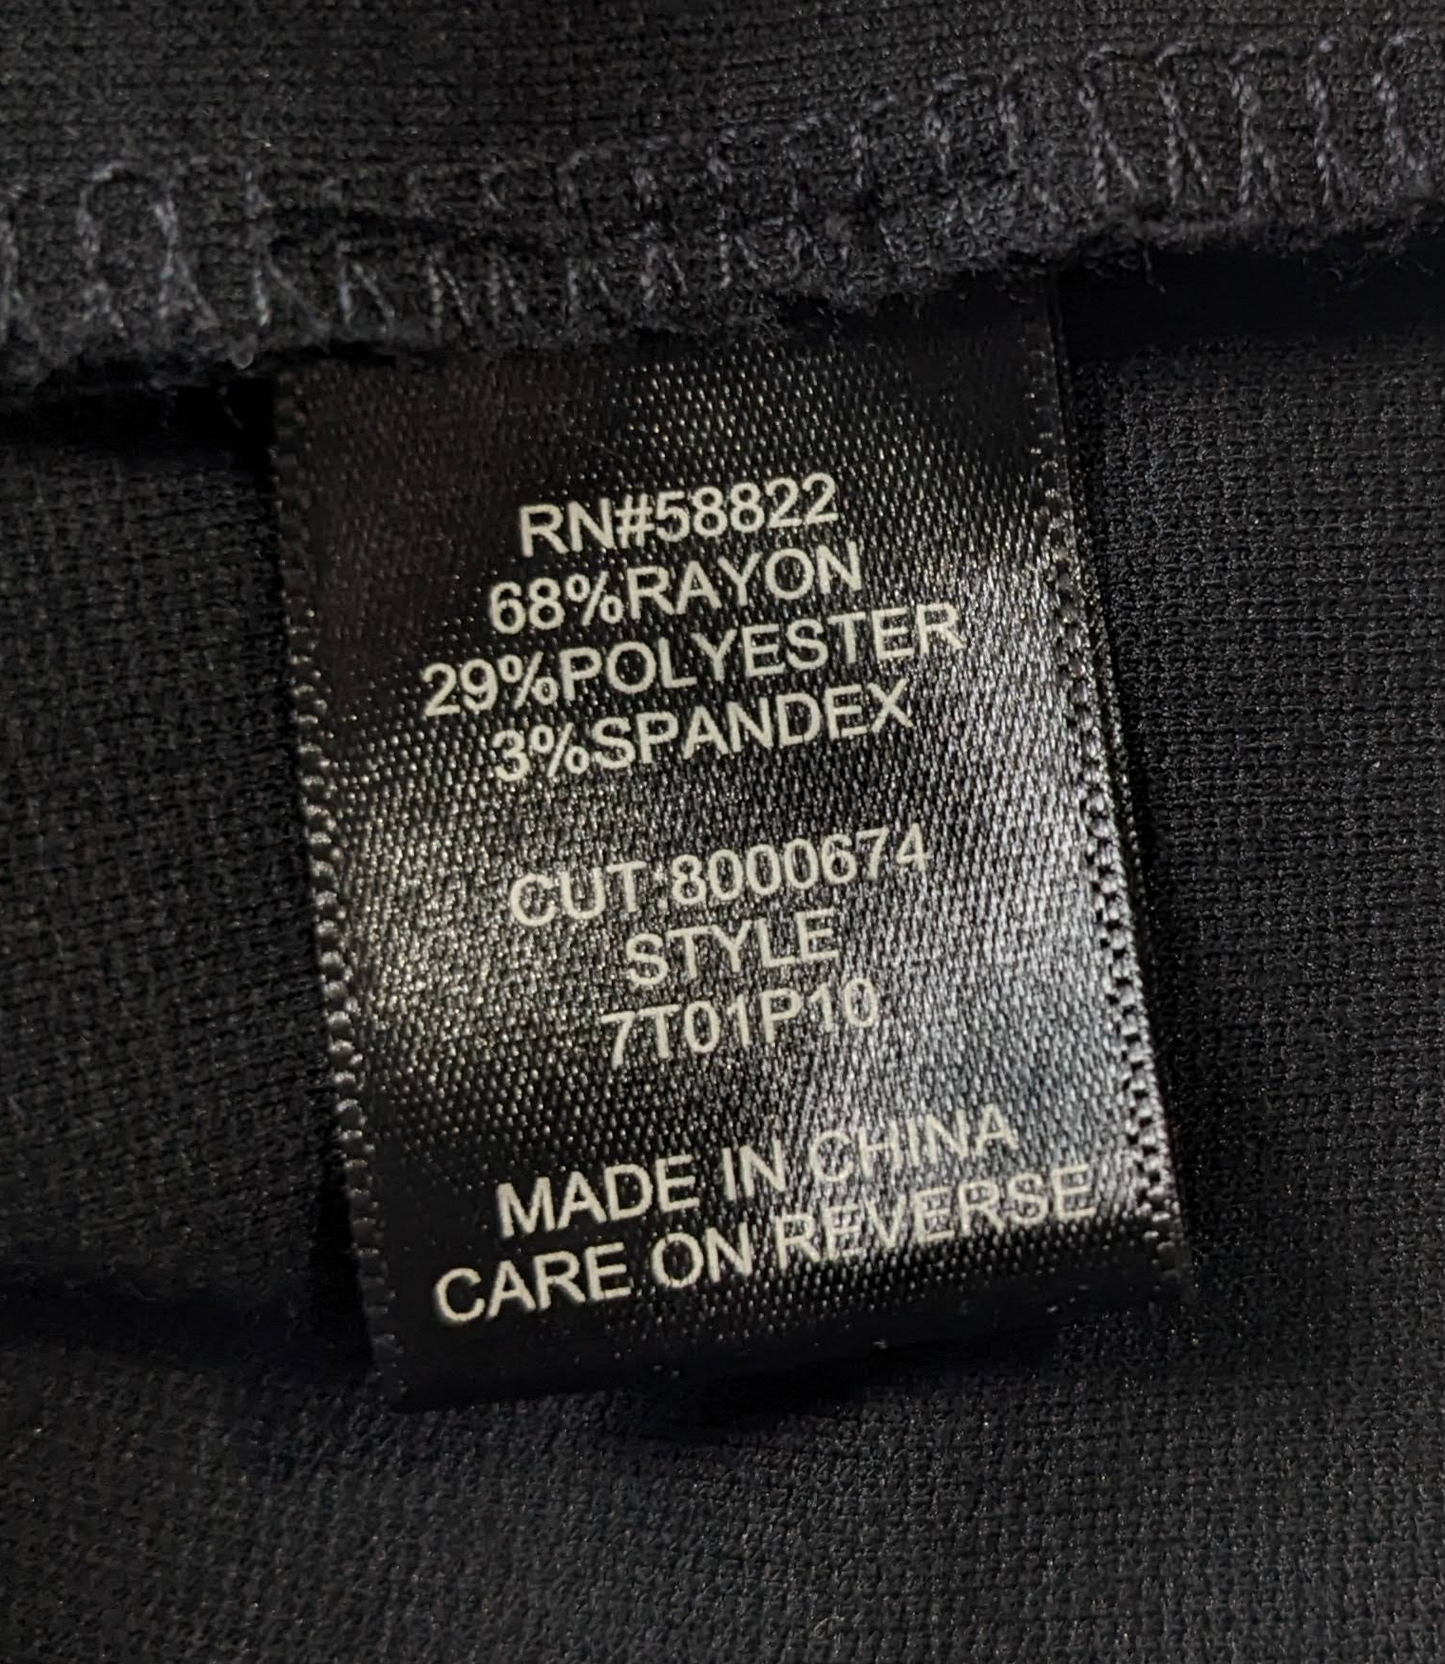 RN#58822
68%RAYON
29%POLYESTER
3%SPANDEX
CUT:8000674
STYLE
7T01P10
MADE IN CHINA
CARE ON REVERSE